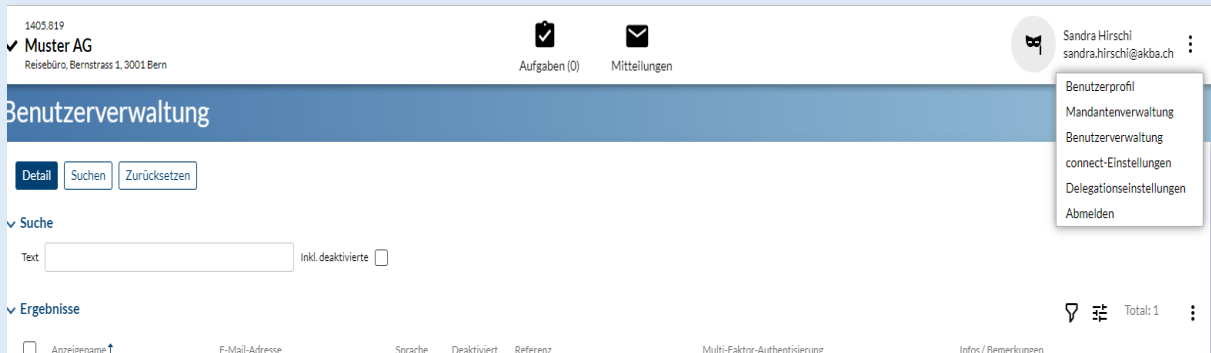 1405.819
Muster AG
Reisebüro, Bernstrass 1, 3001 Bern
Aufgaben (0)
Mitteilungen
Sandra Hirschi
sandra.hirschi@akba.ch
Benutzerprofil
Mandantenverwaltung
Benutzerverwaltung
connect-Einstellungen
Delegationseinstellungen
Abmelden
Benutzerverwaltung
Detail Suchen Zurücksetzen
Suche
Text Inkl. deaktivierte
Ergebnisse Total: 1
Anzeigename E-Mail-Adresse Sprache Deaktiviert Referenz Multi-Faktor-Authentisierung Infos / Bemerkungen